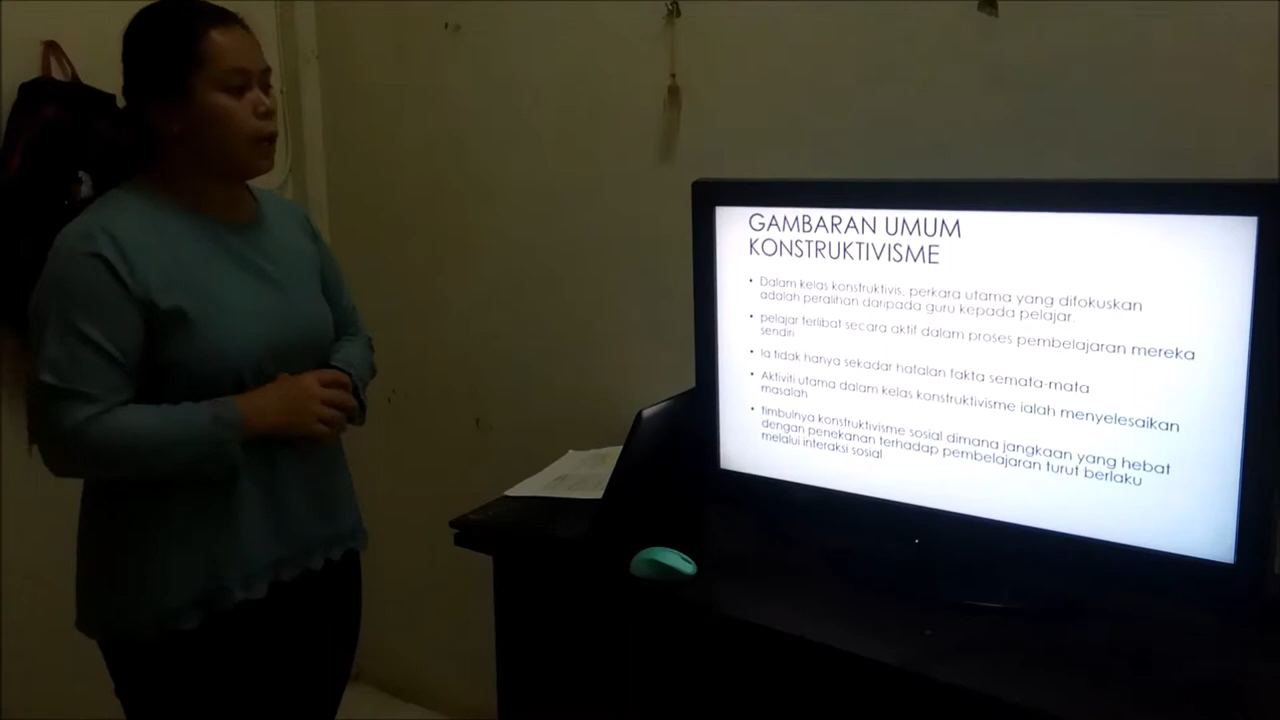 GAMBARAN UMUM
KONSTRUKTIVISME
• Dalam kelas konstruktivis, perkara utama yang difokuskan
adalah peralihan daripada guru kepada pelajar.
• pelajar terlibat secara aktif dalam proses pembelajaran mereka
sendiri
• Ia tidak hanya sekadar hafalan fakta semata-mata
• Aktiviti utama dalam kelas konstruktivisme ialah menyelesaikan
masalah
• timbulnya konstruktivisme sosial dimana jangkaan yang hebat
dengan penekanan terhadap pembelajaran turut berlaku
melalui interaksi sosial